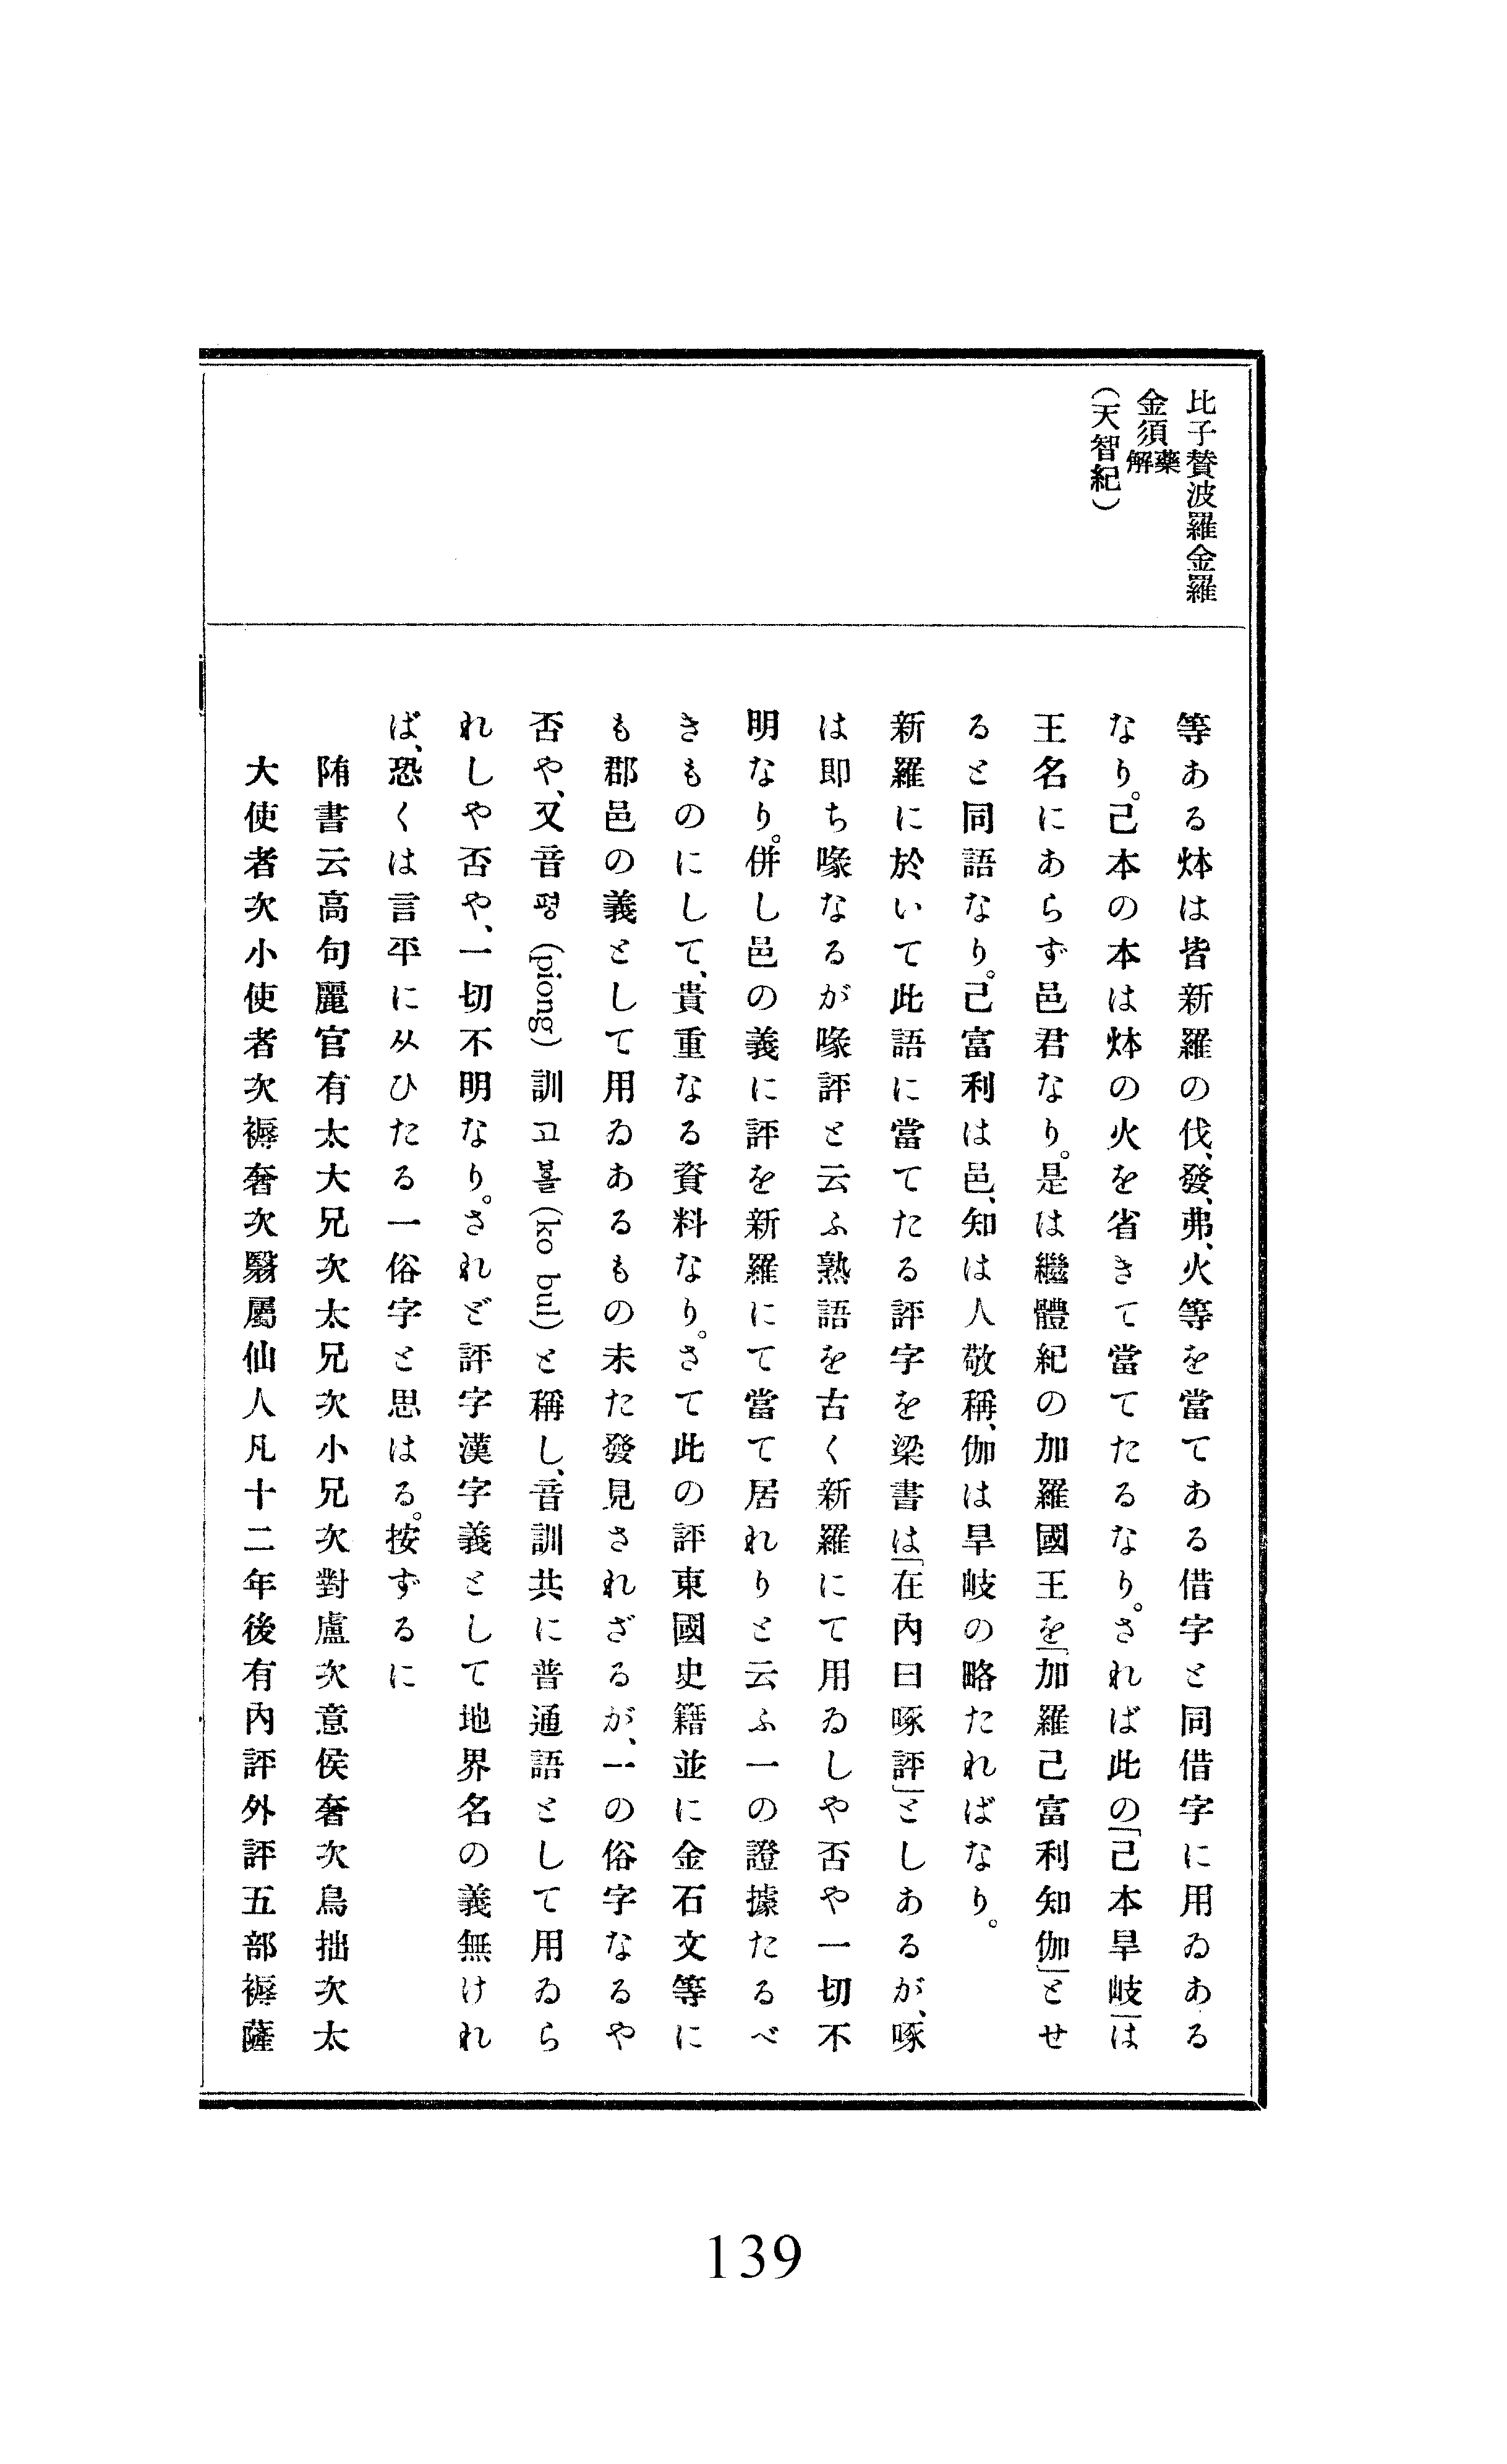 比子賛波羅金羅
金須藥解
（天智紀）
等ある炑は皆新羅の伐、發、弗、火等を當てある借字と同借字に用ゐある
なり。己本の本は炑の火を省きて當てたるなり。されば此の「己本旱岐」は
王名にあらず邑君なり。是は繼體紀の加羅國王を「加羅己富利知伽」とせ
ると同語なり。己富利は邑、知は人敬稱、伽は旱岐の略たればなり。
新羅に於いて此語に當てたる評字を梁書は「在內曰啄評」としあるが、啄
は即ち喙なるが喙評と云ふ熟語を古く新羅にて用ゐしや否や一切不
明なり。併し邑の義に評を新羅にて當て居れりと云ふ一の證據たるべ
きものにして、貴重なる資料なり。さて此の評東國史籍並に金石文等に
も郡邑の義として用ゐあるもの未た發見されざるが、一の俗字なるや
否や、又音평（piong）訓고볼（ko bul）と稱し、音訓共に普通語として用ゐら
れしや否や、一切不明なり。されど評字漢字義として地界名の義無けれ
ば、恐くは言平に从ひたる一俗字と思はる。按ずるに
隋書云高句麗官有太大兄次太兄次小兄次對盧次意侯奢次鳥拙次太
大使者次小使者次褥奢次翳屬仙人凡十二年後有內評外評五部褥薩
139